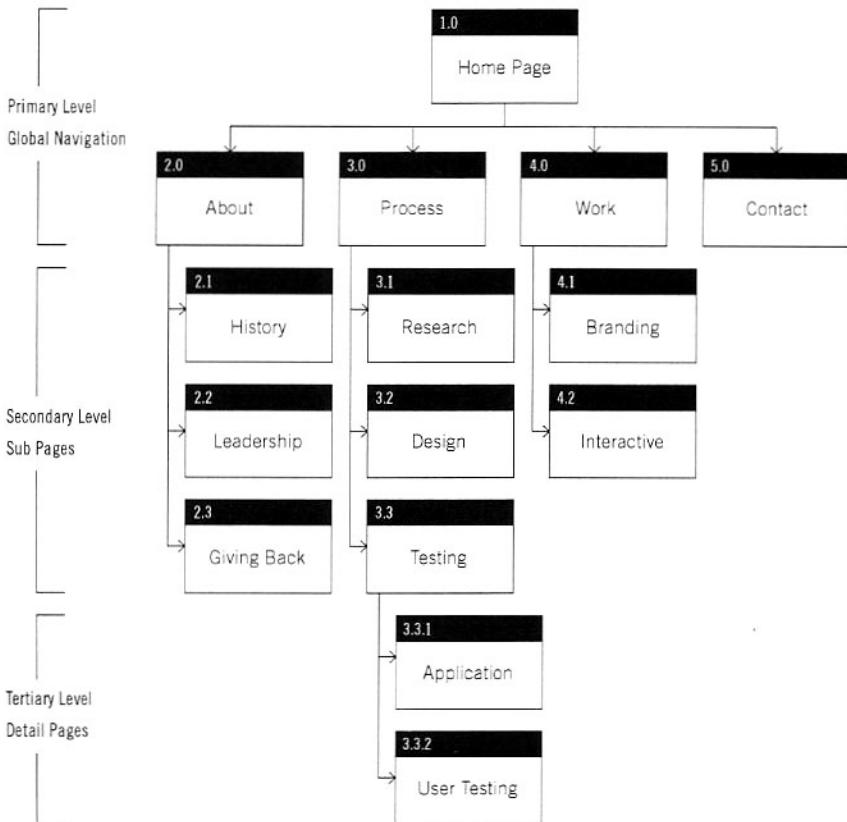 1.0
Home Page
Primary Level
Global Navigation
2.0
About
3.0
Process
4.0
Work
5.0
Contact
Secondary Level
Sub Pages
2.1
History
2.2
Leadership
2.3
Giving Back
3.1
Research
3.2
Design
3.3
Testing
4.1
Branding
4.2
Interactive
Tertiary Level
Detail Pages
3.3.1
Application
3.3.2
User Testing